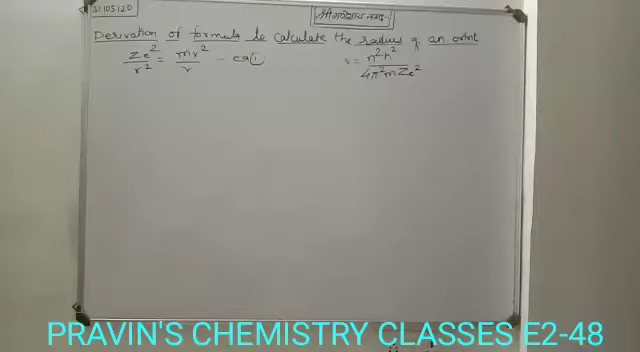 31/05/20
श्री गणेशाय नमः
Derivation of formula to calculate the radius of an orbit
Ze²/r² = mv²/r - eq(i)
r = n²h²/4π²mZe²
PRAVIN'S CHEMISTRY CLASSES E2-48